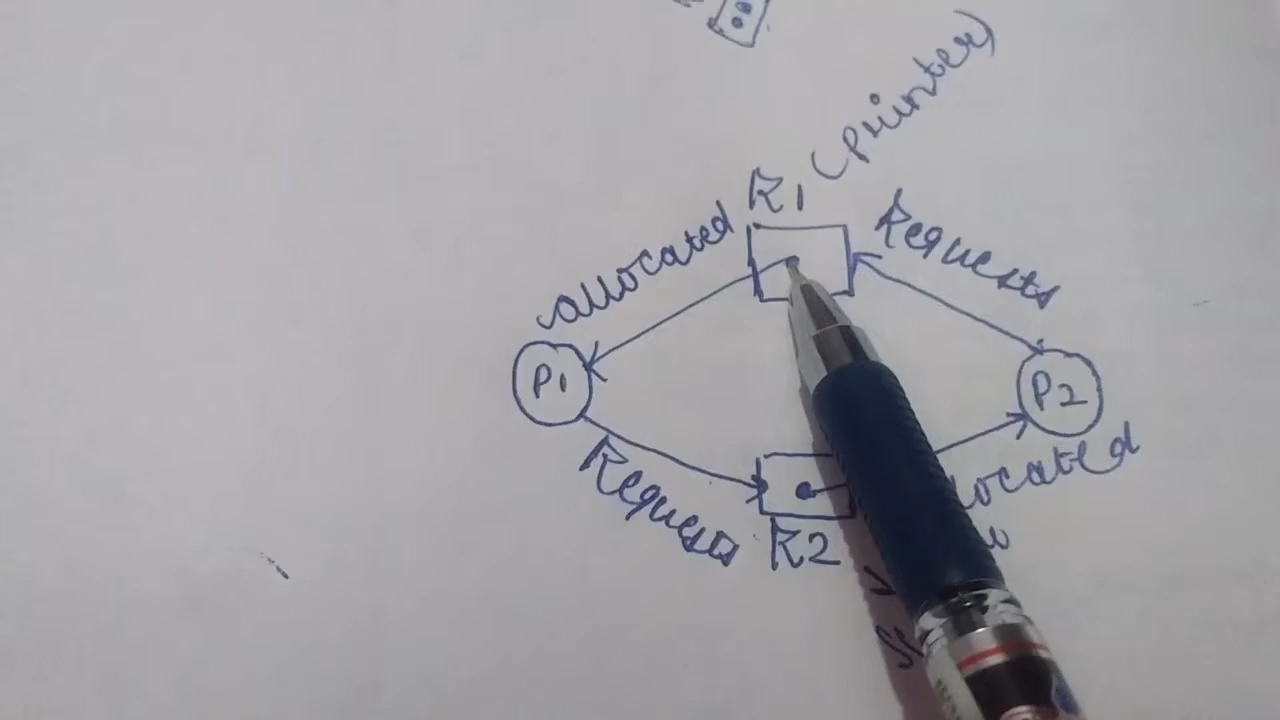 R1 (Printer)
allocated
Requests
P1
P2
Requests
R2